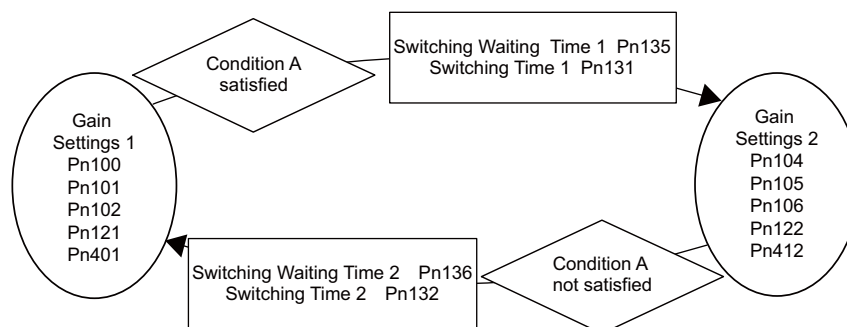 Condition A
satisfied
Switching Waiting Time 1 Pn135
Switching Time 1 Pn131
Gain
Settings 1
Pn100
Pn101
Pn102
Pn121
Pn401
Gain
Settings 2
Pn104
Pn105
Pn106
Pn122
Pn412
Switching Waiting Time 2 Pn136
Switching Time 2 Pn132
Condition A
not satisfied